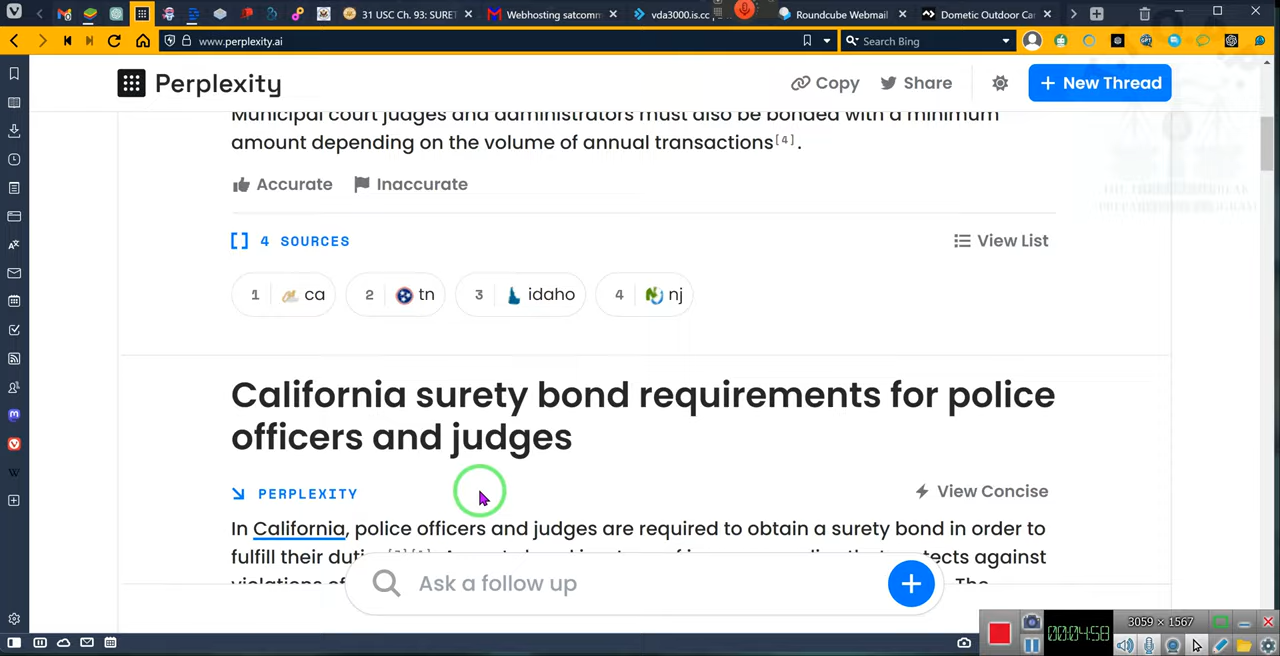 31 USC Ch. 93: SURET
Webhosting satcomm
vda3000.is.cc
Roundcube Webmail
Dometic Outdoor Ca
www.perplexity.ai
Search Bing
Perplexity
Copy
Share
New Thread
Municipal court judges and administrators must also be bonded with a minimum
amount depending on the volume of annual transactions[4].
Accurate
Inaccurate
4 SOURCES
View List
1 ca
2 tn
3 idaho
4 nj
California surety bond requirements for police
officers and judges
PERPLEXITY
View Concise
In California, police officers and judges are required to obtain a surety bond in order to
fulfill their
Ask a follow up
3059 × 1567
00:04:58